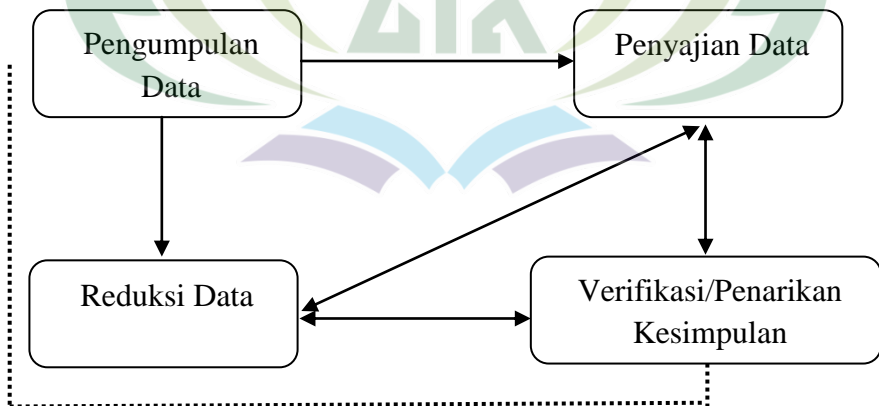 Pengumpulan
Data
Penyajian Data
Reduksi Data
Verifikasi/Penarikan
Kesimpulan